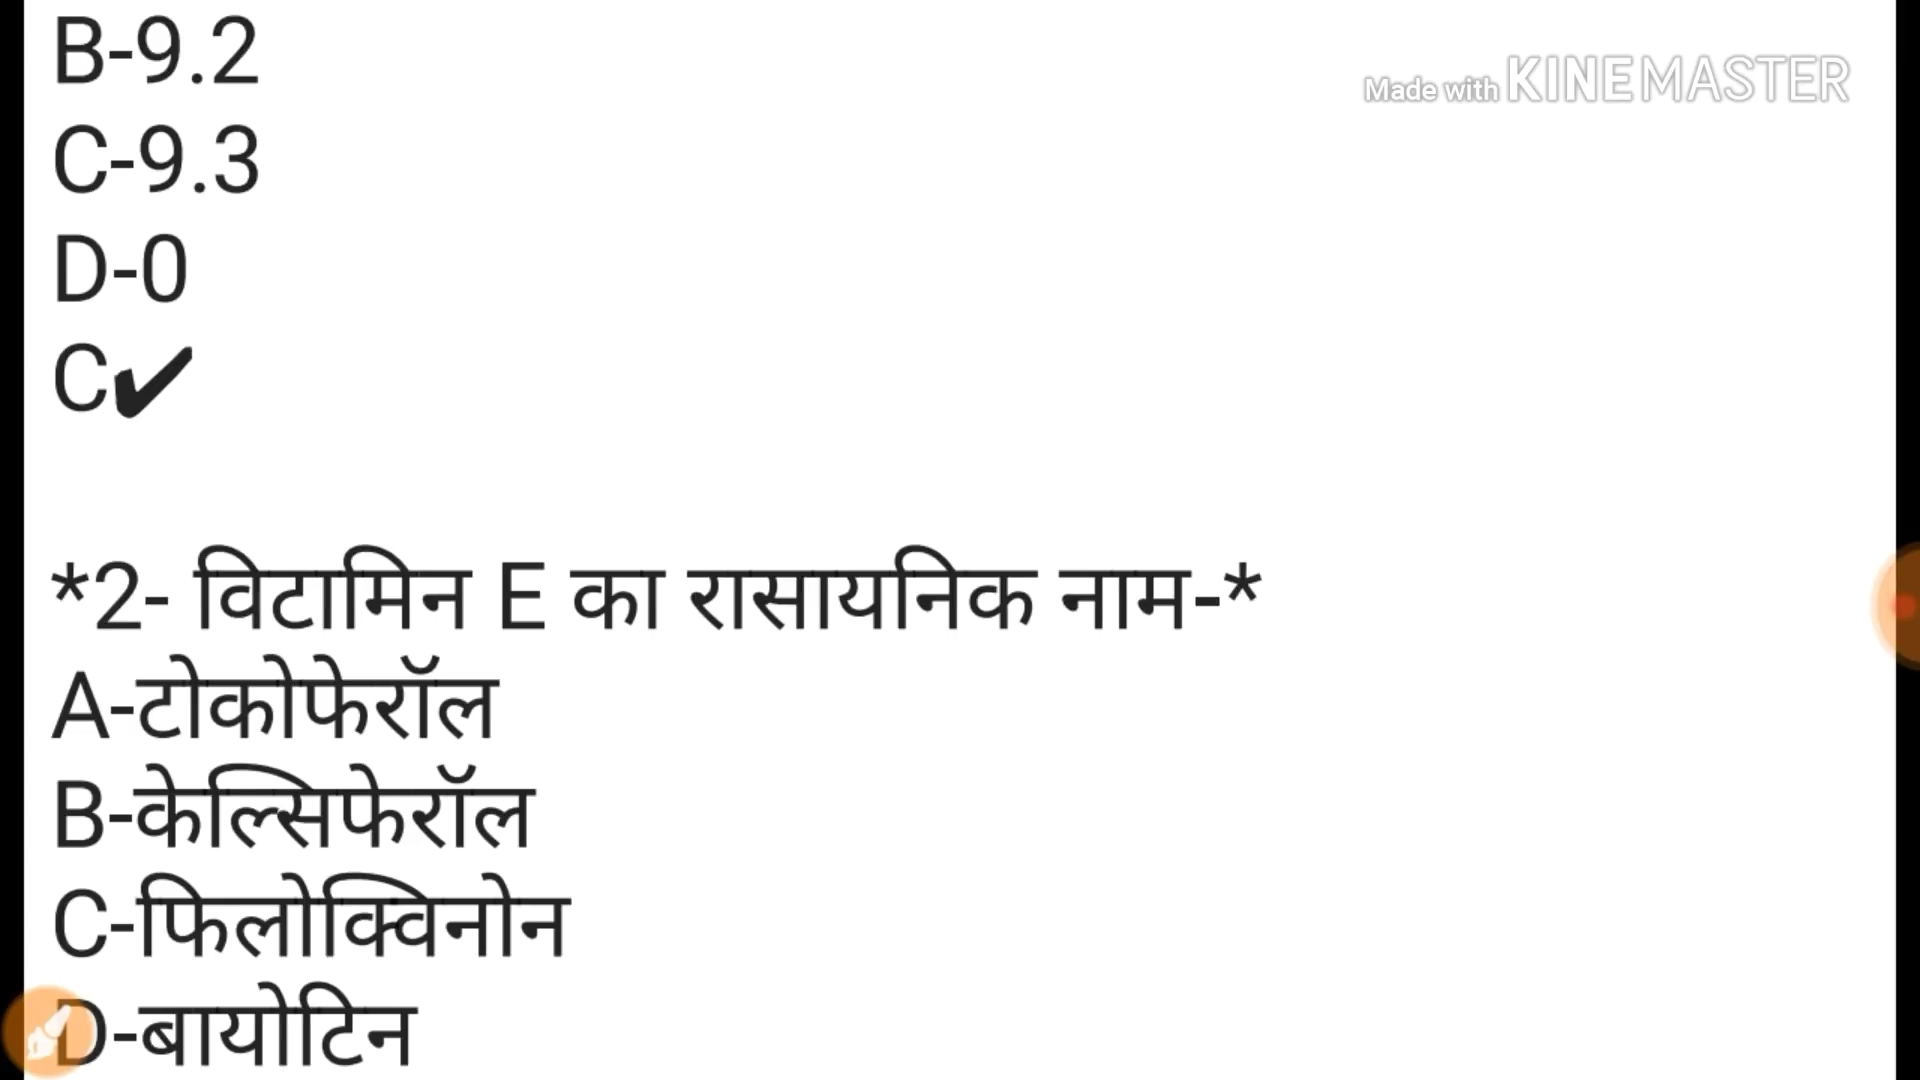 B-9.2
Made with KINEMASTER
C-9.3
D-0
C✔
*2- विटामिन E का रासायनिक नाम-*
A-टोकोफेरॉल
B-केल्सिफेरॉल
C-फिलोक्विनोन
D-बायोटिन